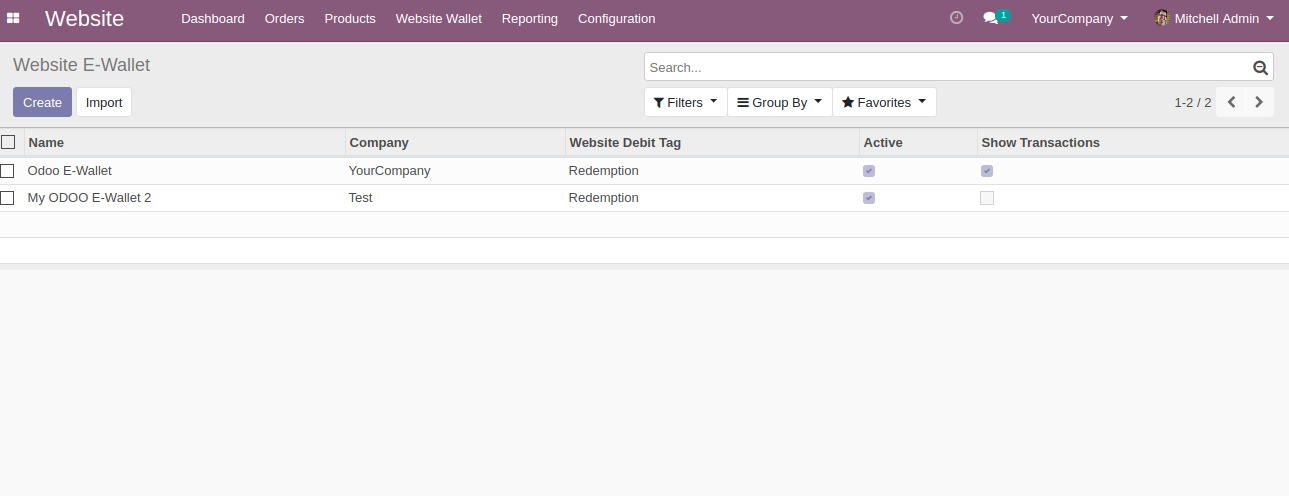 Website Dashboard Orders Products Website Wallet Reporting Configuration 1 YourCompany Mitchell Admin
Website E-Wallet Search...
Create Import Filters Group By Favorites 1-2 / 2
Name Company Website Debit Tag Active Show Transactions
Odoo E-Wallet YourCompany Redemption
My ODOO E-Wallet 2 Test Redemption